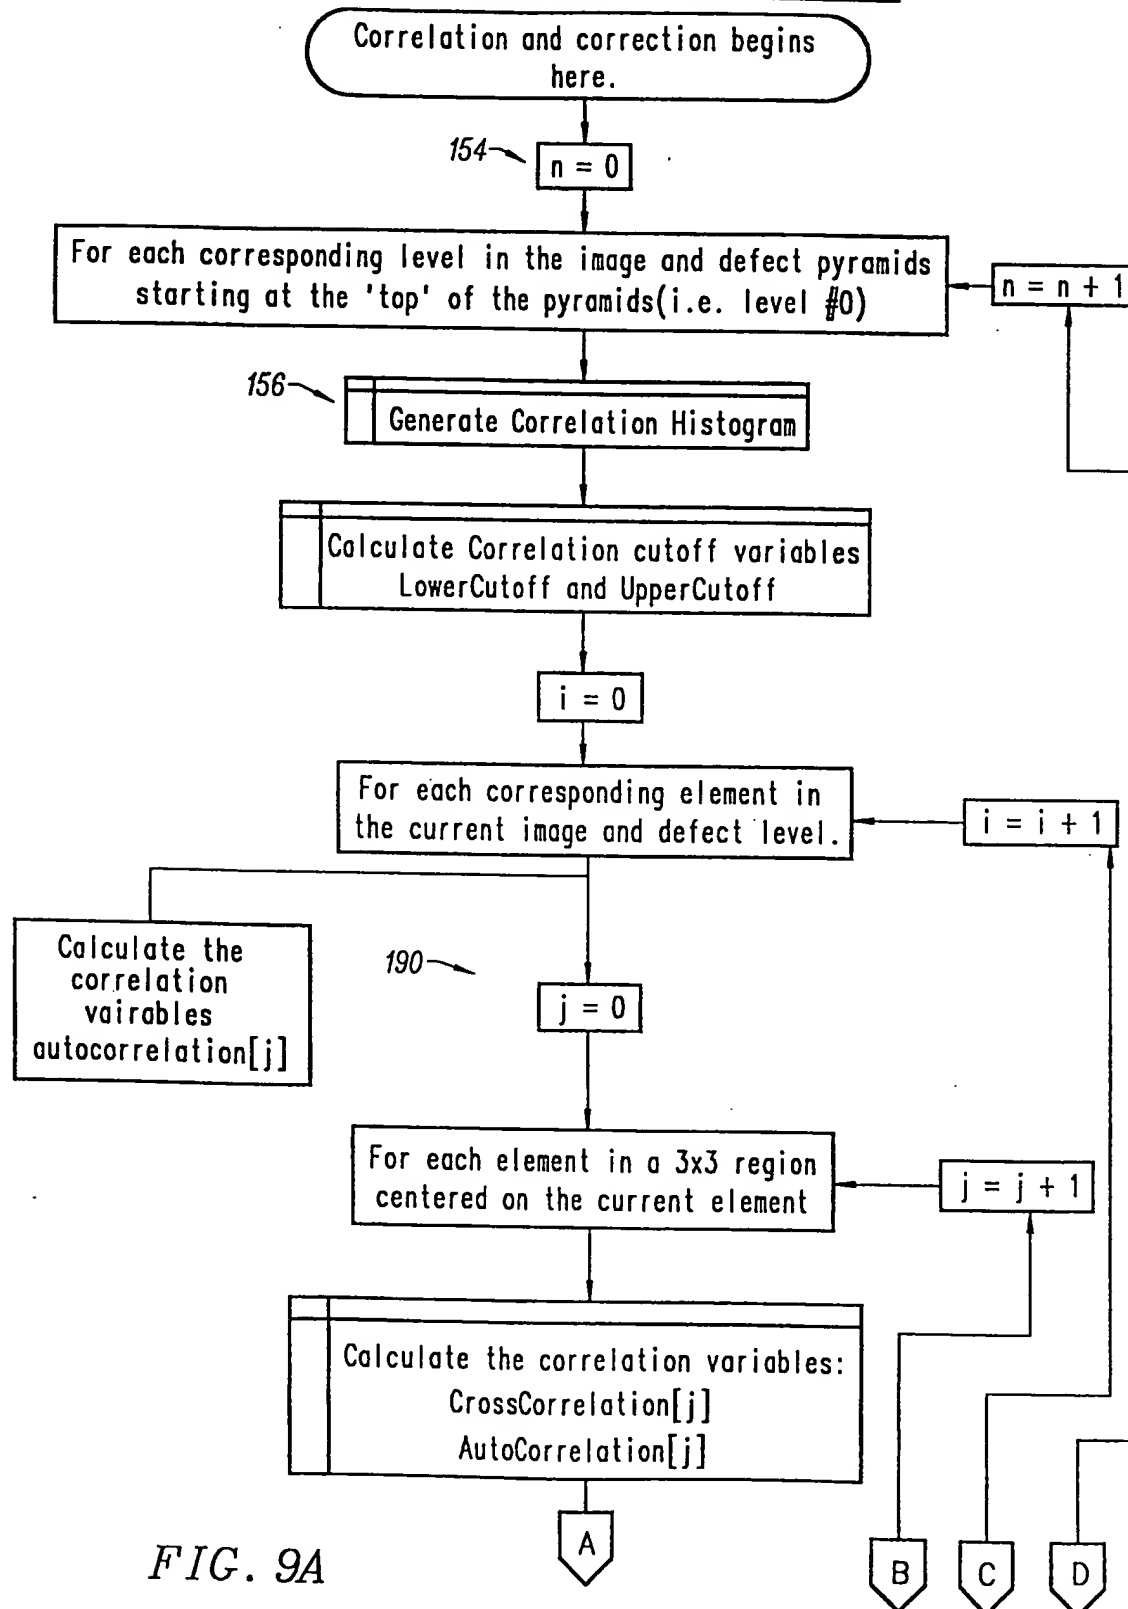 Correlation and correction begins
here.
154
n = 0
For each corresponding level in the image and defect pyramids
starting at the 'top' of the pyramids(i.e. level #0)
n = n + 1
156
Generate Correlation Histogram
Calculate Correlation cutoff variables
LowerCutoff and UpperCutoff
i = 0
For each corresponding element in
the current image and defect level.
i = i + 1
Calculate the
correlation
vairables
autocorrelation[j]
190
j = 0
For each element in a 3x3 region
centered on the current element
j = j + 1
Calculate the correlation variables:
CrossCorrelation[j]
AutoCorrelation[j]
A
B
C
D
FIG. 9A